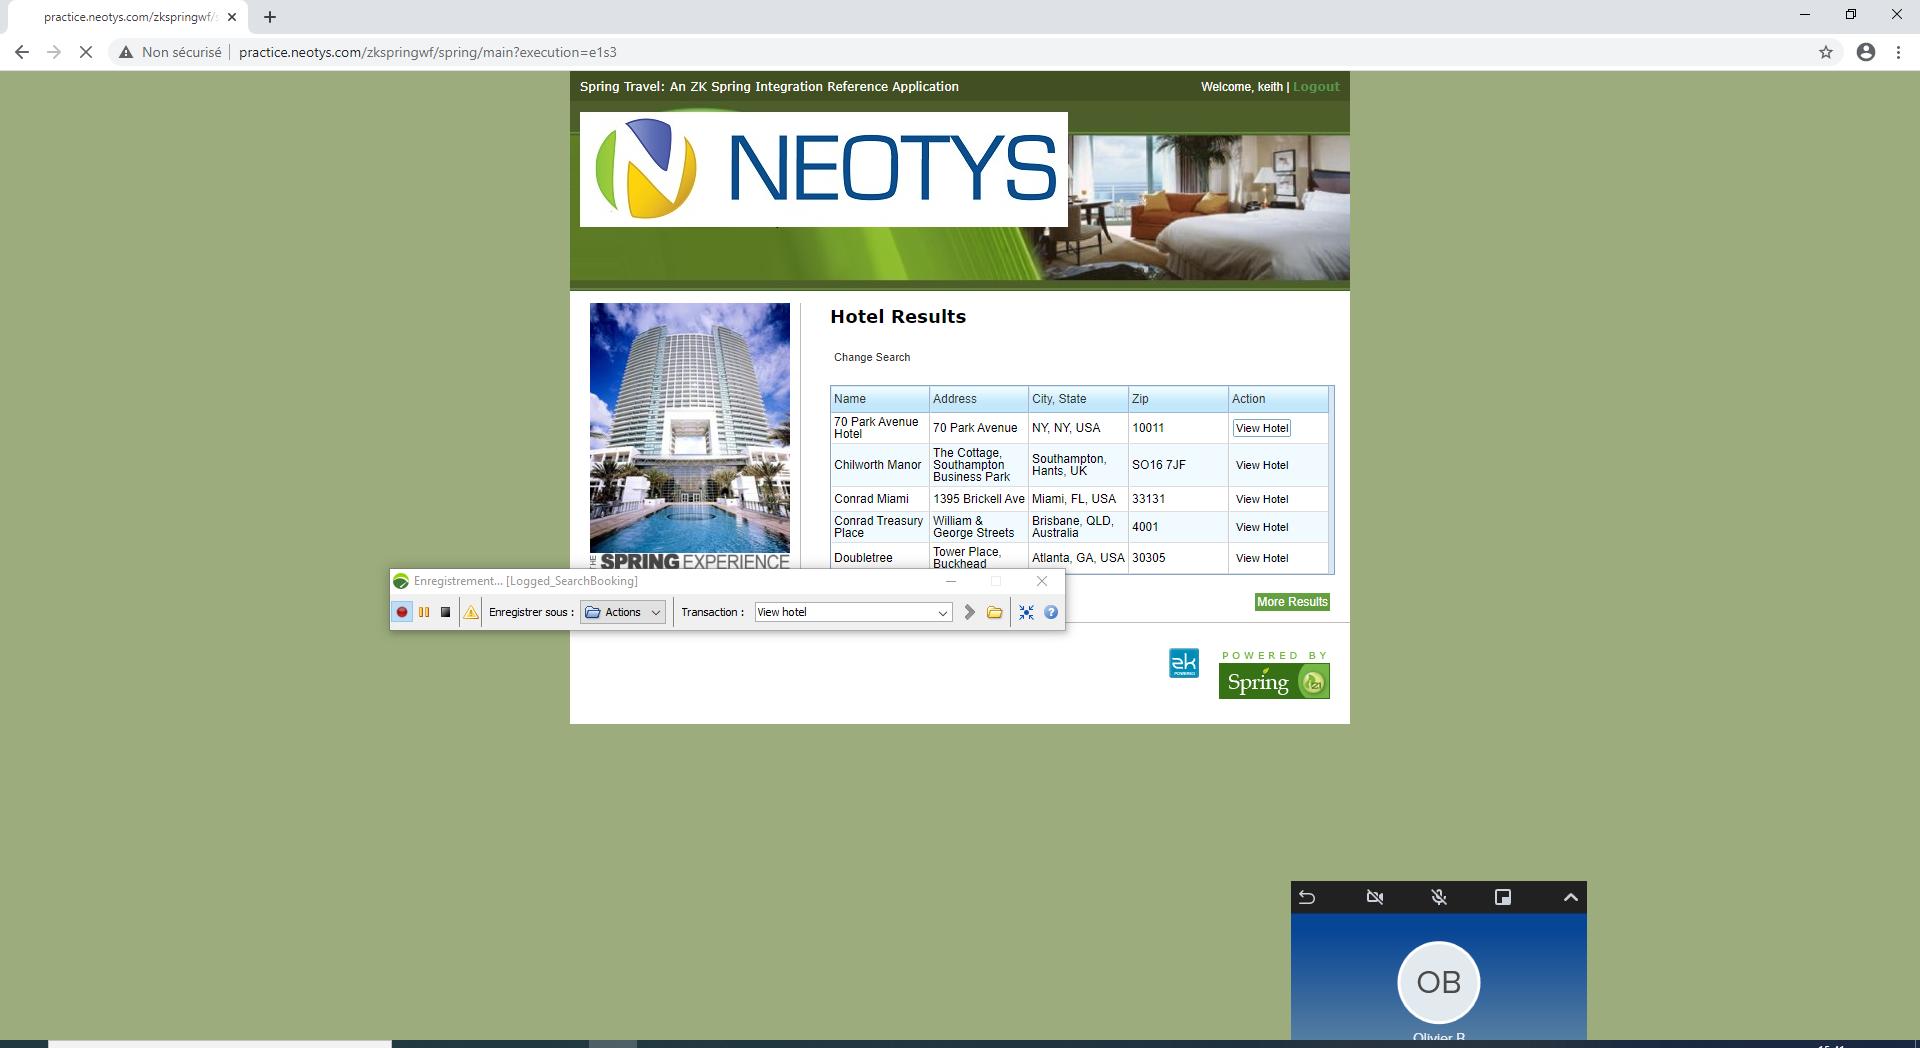 practice.neotys.com/zkspringwf/s
Non sécurisé
practice.neotys.com/zkspringwf/spring/main?execution=e1s3
Spring Travel: An ZK Spring Integration Reference Application
Welcome, keith | Logout
NEOTYS
Hotel Results
Change Search
Name Address City, State Zip Action
70 Park Avenue Hotel 70 Park Avenue NY, NY, USA 10011 View Hotel
Chilworth Manor The Cottage, Southampton Business Park Southampton, Hants, UK SO16 7JF View Hotel
Conrad Miami 1395 Brickell Ave Miami, FL, USA 33131 View Hotel
Conrad Treasury Place William & George Streets Brisbane, QLD, Australia 4001 View Hotel
Doubletree Tower Place, Buckhead Atlanta, GA, USA 30305 View Hotel
THE SPRING EXPERIENCE
Enregistrement... [Logged_SearchBooking]
Enregistrer sous : Actions Transaction : View hotel
More Results
zk
POWERED
POWERED BY
Spring
OB
Olivier B